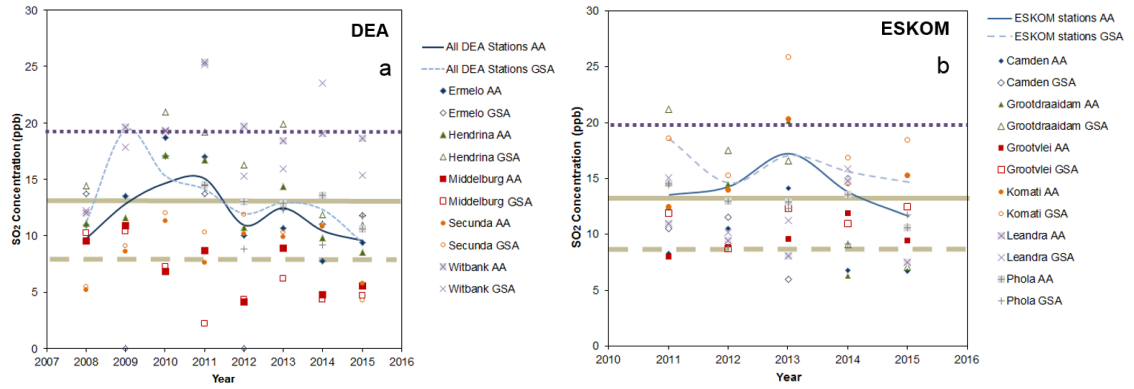 DEA
a
SO2 Concentration (ppb)
30
25
20
15
10
5
0
2007 2008 2009 2010 2011 2012 2013 2014 2015 2016
Year
All DEA Stations AA
All DEA Stations GSA
Ermelo AA
Ermelo GSA
Hendrina AA
Hendrina GSA
Middelburg AA
Middelburg GSA
Secunda AA
Secunda GSA
Witbank AA
Witbank GSA
ESKOM
b
SO2 Concentration (ppb)
30
25
20
15
10
5
0
2010 2011 2012 2013 2014 2015 2016
Year
ESKOM stations AA
ESKOM stations GSA
Camden AA
Camden GSA
Grootdraaidam AA
Grootdraaidam GSA
Grootvlei AA
Grootvlei GSA
Komati AA
Komati GSA
Leandra AA
Leandra GSA
Phola AA
Phola GSA